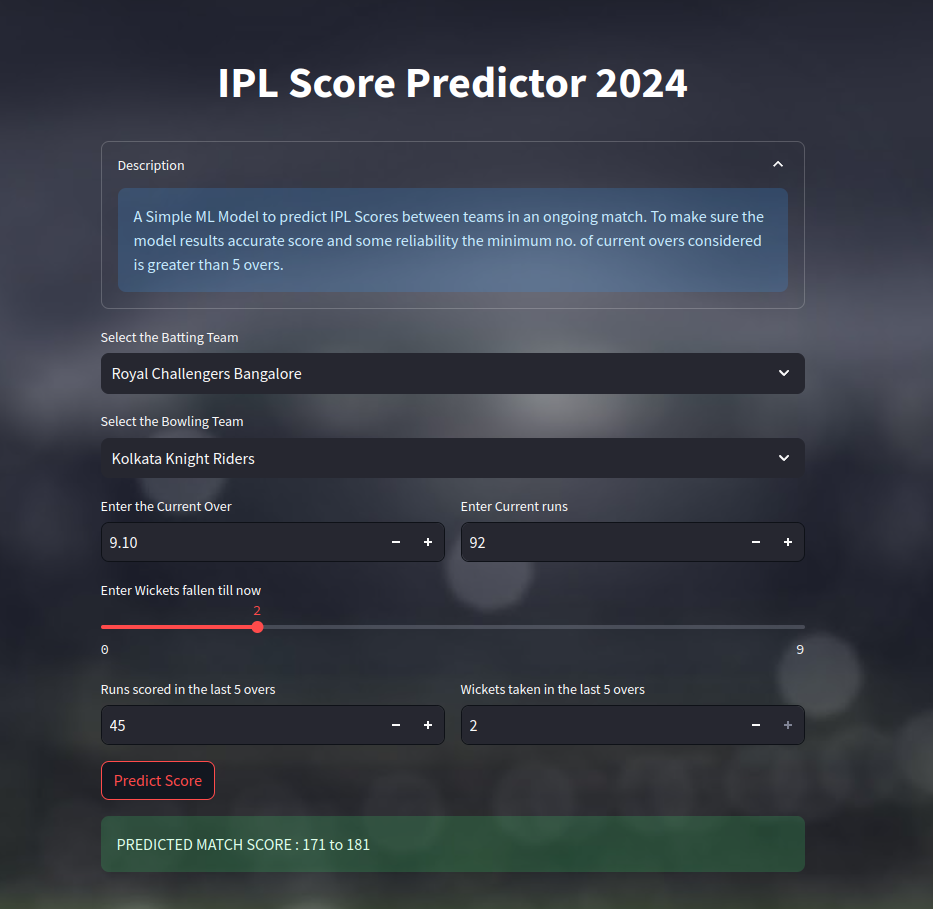 IPL Score Predictor 2024
Description
A Simple ML Model to predict IPL Scores between teams in an ongoing match. To make sure the
model results accurate score and some reliability the minimum no. of current overs considered
is greater than 5 overs.
Select the Batting Team
Royal Challengers Bangalore
Select the Bowling Team
Kolkata Knight Riders
Enter the Current Over
Enter Current runs
9.10
92
Enter Wickets fallen till now
2
0
9
Runs scored in the last 5 overs
Wickets taken in the last 5 overs
45
2
Predict Score
PREDICTED MATCH SCORE : 171 to 181